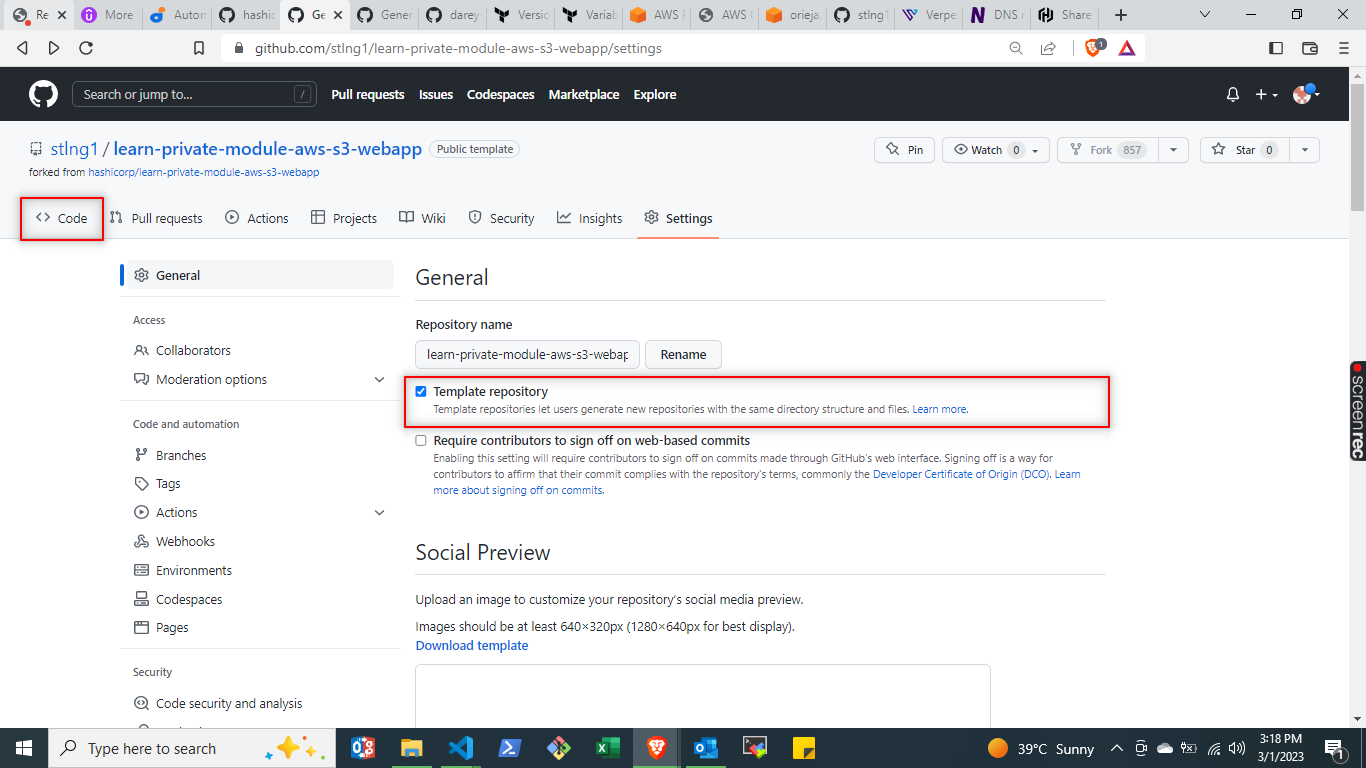 Re
More
Auton
hashic
Ge
Gener
darey-
Versio
Variab
AWS P
AWS C
orieja
stlng1
Verpe
DNS r
Share
github.com/stlng1/learn-private-module-aws-s3-webapp/settings
1
Search or jump to...
/
Pull requests
Issues
Codespaces
Marketplace
Explore
stlng1 / learn-private-module-aws-s3-webapp
Public template
Pin
Watch 0
Fork 857
Star 0
forked from hashicorp/learn-private-module-aws-s3-webapp
Code
Pull requests
Actions
Projects
Wiki
Security
Insights
Settings
General
Access
Collaborators
Moderation options
Code and automation
Branches
Tags
Actions
Webhooks
Environments
Codespaces
Pages
Security
Code security and analysis
General
Repository name
learn-private-module-aws-s3-webap
Rename
Template repository
Template repositories let users generate new repositories with the same directory structure and files. Learn more.
Require contributors to sign off on web-based commits
Enabling this setting will require contributors to sign off on commits made through GitHub's web interface. Signing off is a way for
contributors to affirm that their commit complies with the repository's terms, commonly the Developer Certificate of Origin (DCO). Learn
more about signing off on commits.
Social Preview
Upload an image to customize your repository's social media preview.
Images should be at least 640×320px (1280×640px for best display).
Download template
screenrec
Type here to search
39°C Sunny
3:18 PM
3/1/2023
1